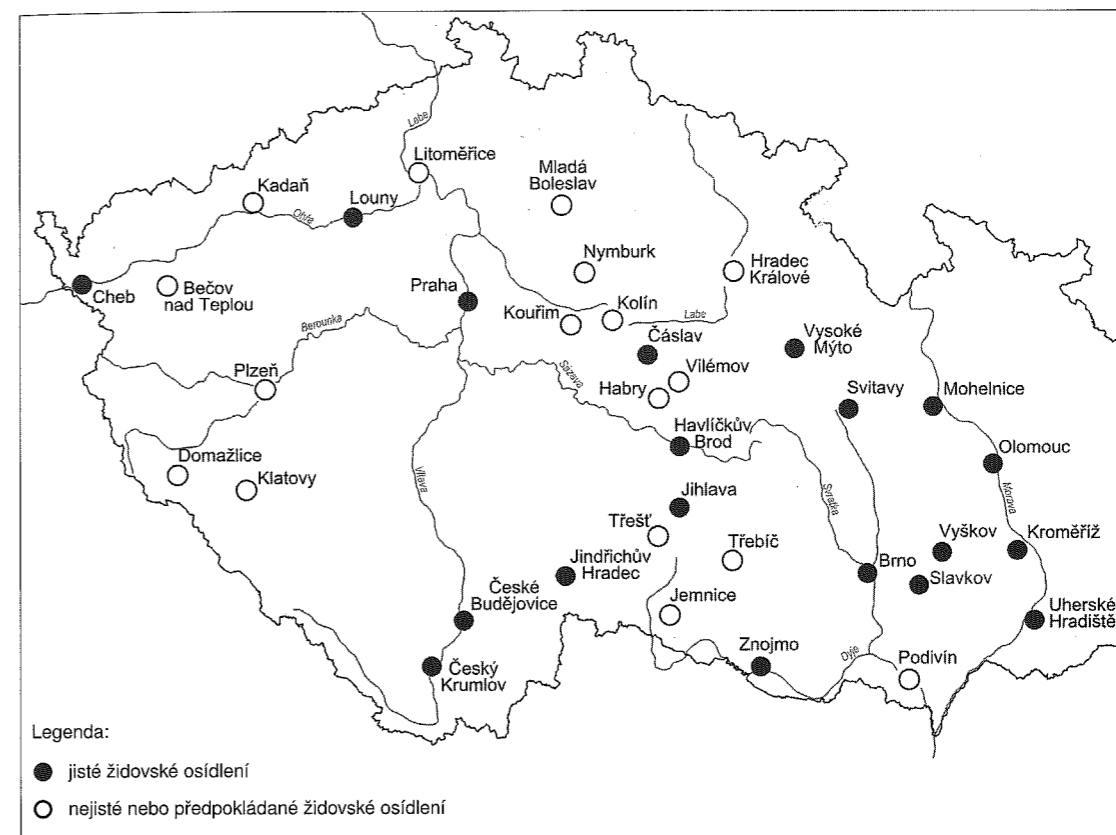 Labe
Litoměřice
Mladá
Boleslav
Kadaň
Louny
Ohře
Nymburk
Hradec
Králové
Cheb
Bečov
nad Teplou
Praha
Kouřim
Kolín
Labe
Berounka
Čáslav
Vysoké
Mýto
Plzeň
Sázava
Vilémov
Habry
Svitavy
Mohelnice
Havlíčkův
Brod
Domažlice
Klatovy
Vltava
Olomouc
Jihlava
Svratka
Morava
Třešť
Třebíč
Vyškov
Kroměříž
Jindřichův
Hradec
Brno
Slavkov
České
Budějovice
Jemnice
Uherské
Hradiště
Český
Krumlov
Znojmo
Dyje
Podivín
Legenda:
jisté židovské osídlení
nejisté nebo předpokládané židovské osídlení